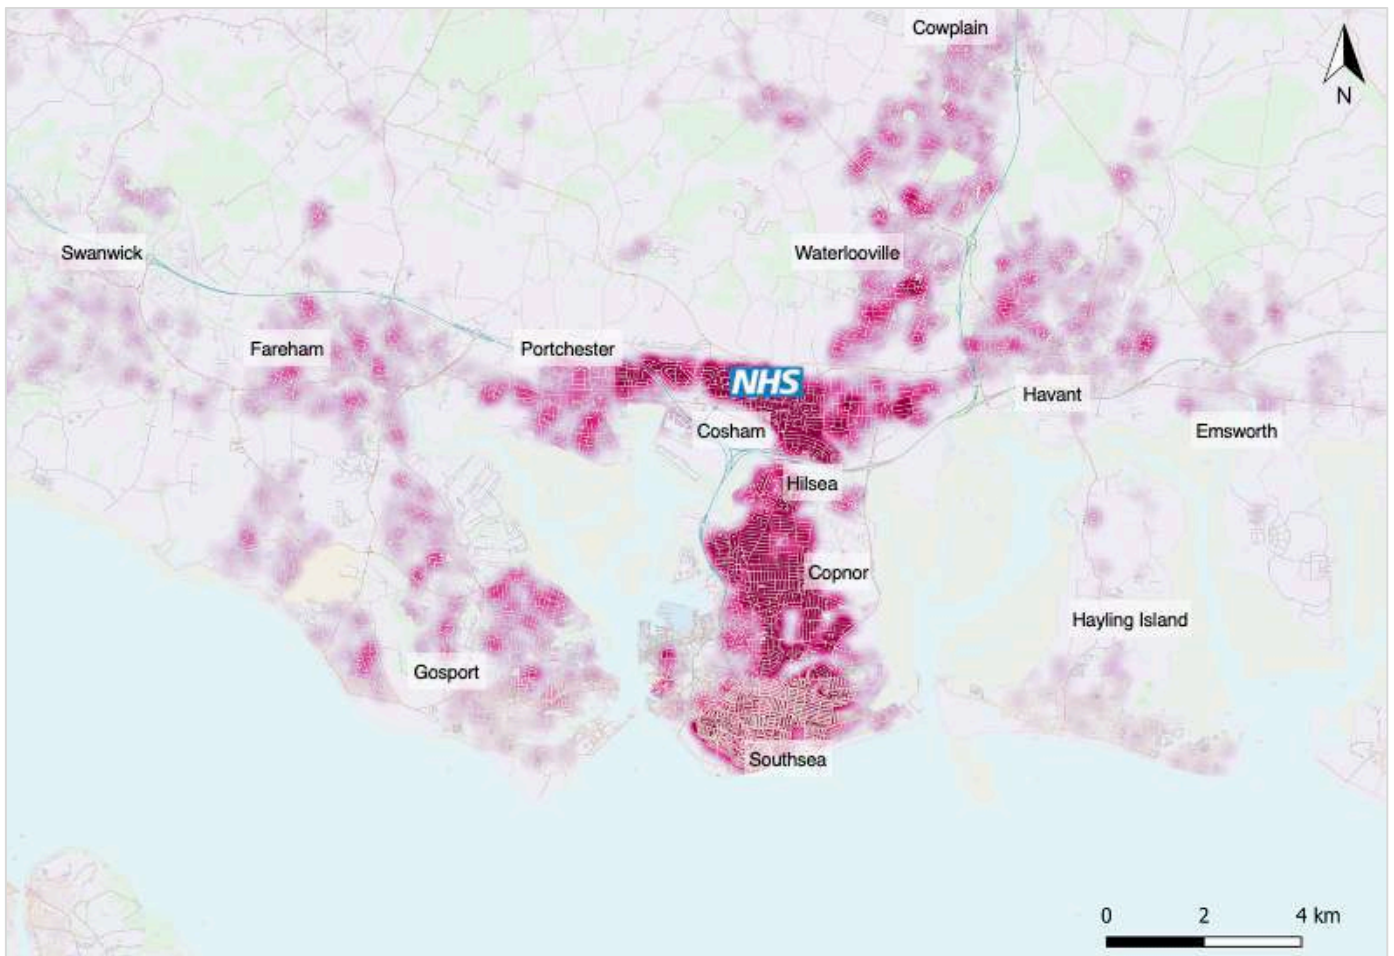 Cowplain
N
Swanwick
Waterlooville
Fareham
Portchester
NHS
Havant
Cosham
Emsworth
Hilsea
Copnor
Hayling Island
Gosport
Southsea
0 2 4 km